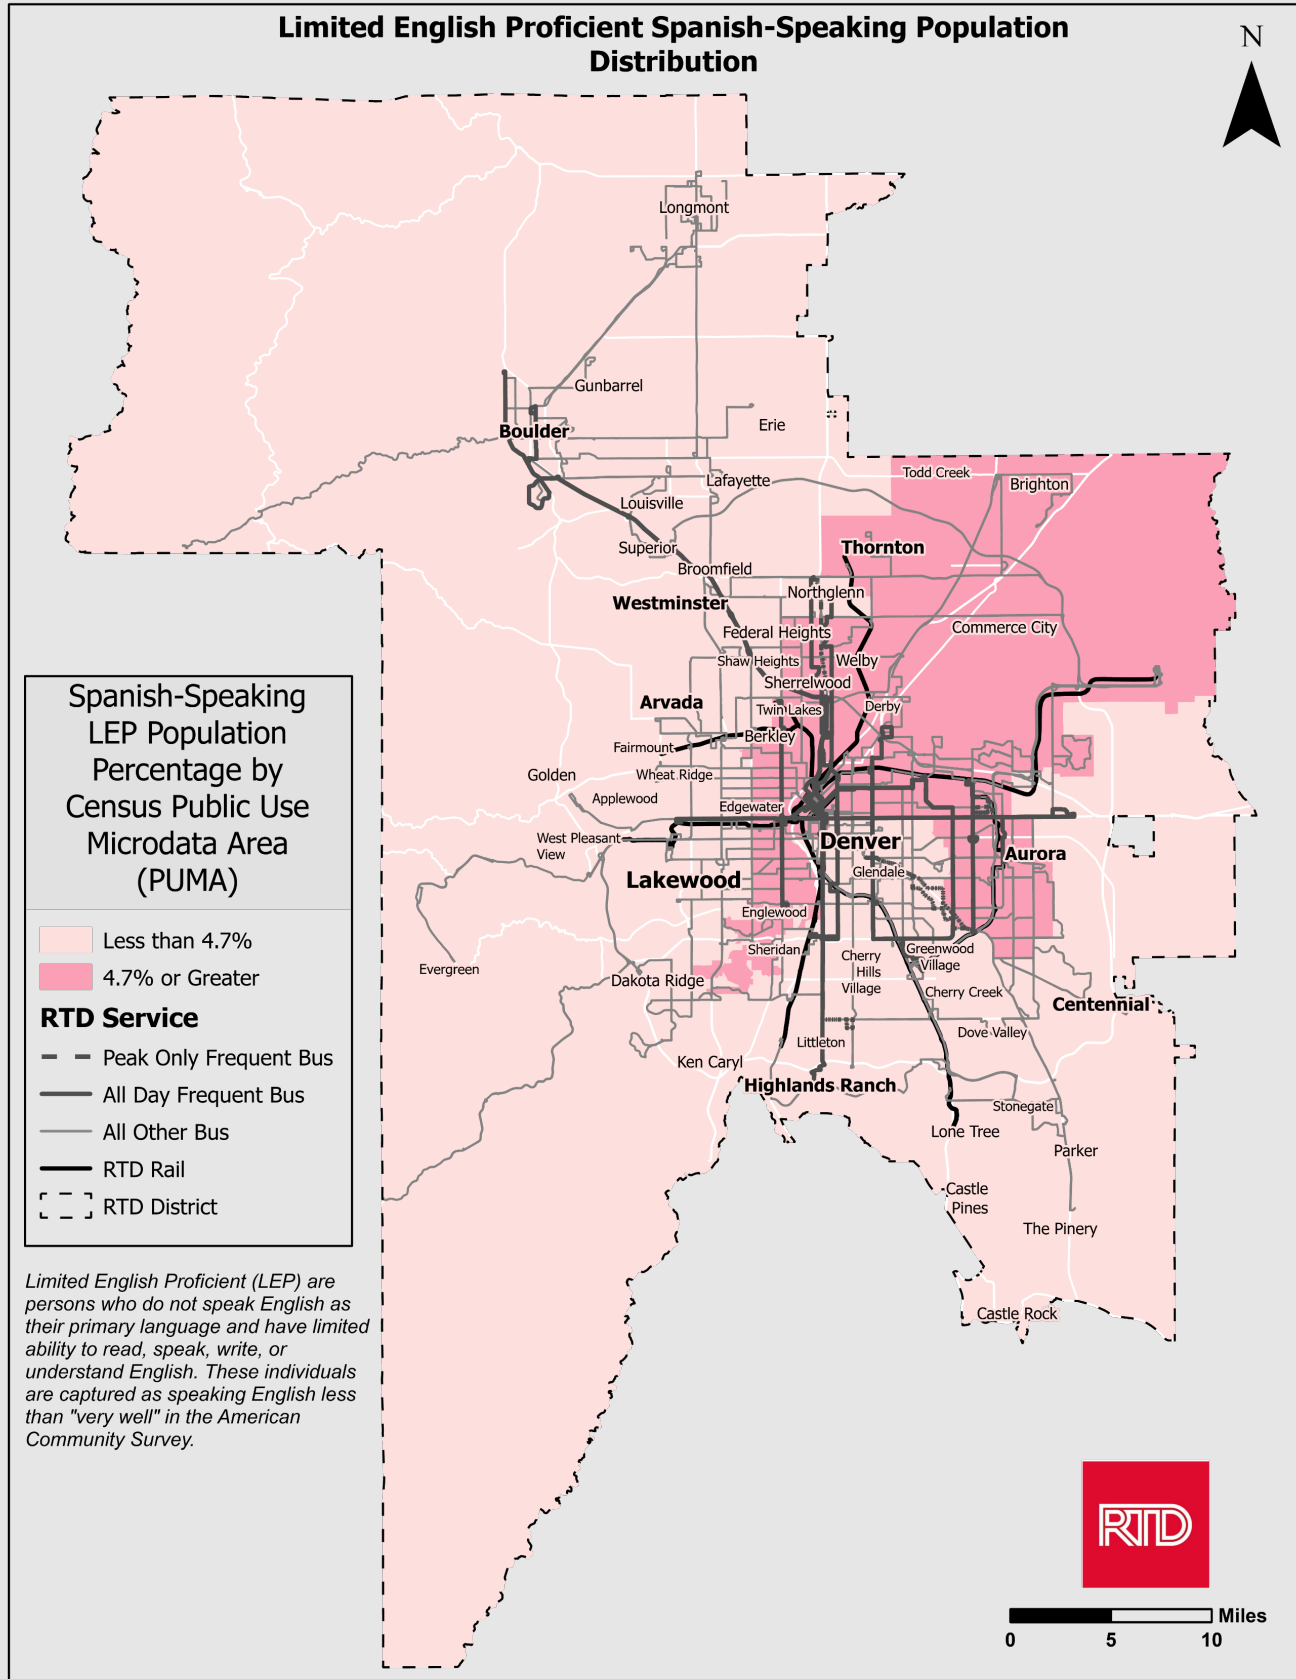 Limited English Proficient Spanish-Speaking Population
Distribution
N
Longmont
Gunbarrel
Boulder
Erie
Todd Creek
Lafayette
Brighton
Louisville
Superior
Thornton
Broomfield
Northglenn
Westminster
Commerce City
Federal Heights
Shaw Heights
Welby
Sherrelwood
Arvada
Twin Lakes
Derby
Berkley
Fairmount
Golden
Wheat Ridge
Applewood
Edgewater
West Pleasant
View
Denver
Aurora
Glendale
Lakewood
Englewood
Sheridan
Greenwood
Village
Cherry
Hills
Village
Evergreen
Dakota Ridge
Cherry Creek
Centennial
Dove Valley
Littleton
Ken Caryl
Highlands Ranch
Stonegate
Lone Tree
Parker
Castle
Pines
The Pinery
Castle Rock
Spanish-Speaking
LEP Population
Percentage by
Census Public Use
Microdata Area
(PUMA)
Less than 4.7%
4.7% or Greater
RTD Service
Peak Only Frequent Bus
All Day Frequent Bus
All Other Bus
RTD Rail
RTD District
Limited English Proficient (LEP) are
persons who do not speak English as
their primary language and have limited
ability to read, speak, write, or
understand English. These individuals
are captured as speaking English less
than "very well" in the American
Community Survey.
RTD
Miles
0 5 10